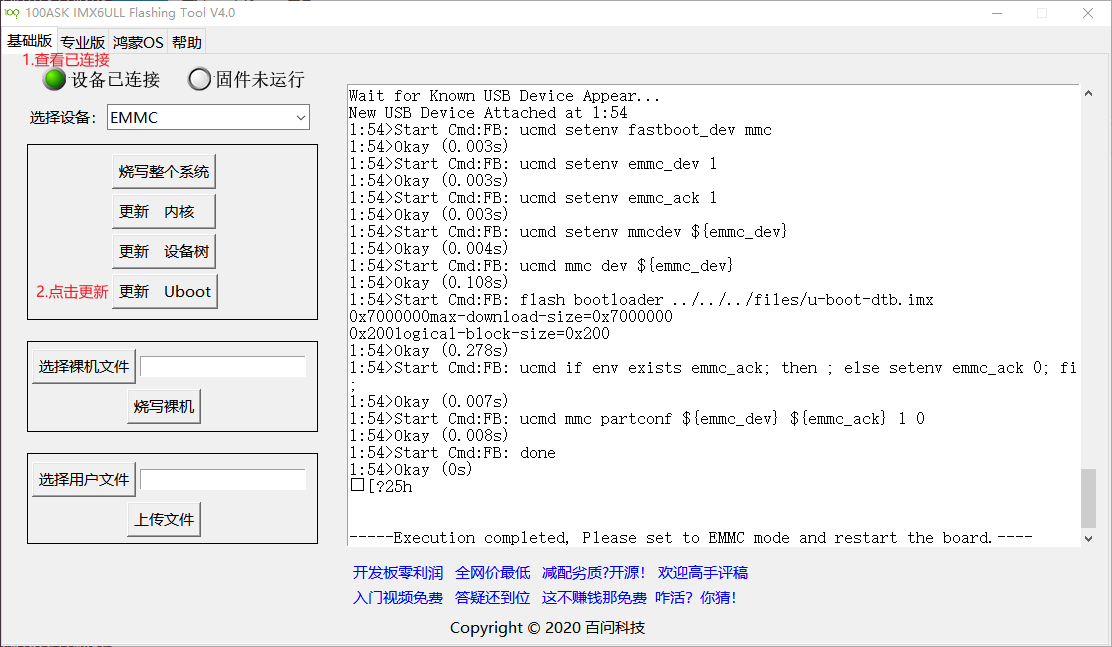 100ASK IMX6ULL Flashing Tool V4.0
基础版 专业版 鸿蒙OS 帮助
1.查看已连接
设备已连接 固件未运行
选择设备: EMMC
烧写整个系统
更新 内核
更新 设备树
2.点击更新 更新 Uboot
选择裸机文件
烧写裸机
选择用户文件
上传文件
Wait for Known USB Device Appear...
New USB Device Attached at 1:54
1:54>Start Cmd:FB: ucmd setenv fastboot_dev mmc
1:54>Okay (0.003s)
1:54>Start Cmd:FB: ucmd setenv emmc_dev 1
1:54>Okay (0.003s)
1:54>Start Cmd:FB: ucmd setenv emmc_ack 1
1:54>Okay (0.003s)
1:54>Start Cmd:FB: ucmd setenv mmcdev ${emmc_dev}
1:54>Okay (0.004s)
1:54>Start Cmd:FB: ucmd mmc dev ${emmc_dev}
1:54>Okay (0.108s)
1:54>Start Cmd:FB: flash bootloader ../../../files/u-boot-dtb.imx
0x7000000max-download-size=0x7000000
0x200logical-block-size=0x200
1:54>Okay (0.278s)
1:54>Start Cmd:FB: ucmd if env exists emmc_ack; then ; else setenv emmc_ack 0; fi
;
1:54>Okay (0.007s)
1:54>Start Cmd:FB: ucmd mmc partconf ${emmc_dev} ${emmc_ack} 1 0
1:54>Okay (0.008s)
1:54>Start Cmd:FB: done
1:54>Okay (0s)
□[?25h
-----Execution completed, Please set to EMMC mode and restart the board.----
开发板零利润 全网价最低 减配劣质?开源! 欢迎高手评稿
入门视频免费 答疑还到位 这不赚钱那免费 咋活? 你猜!
Copyright © 2020 百问科技